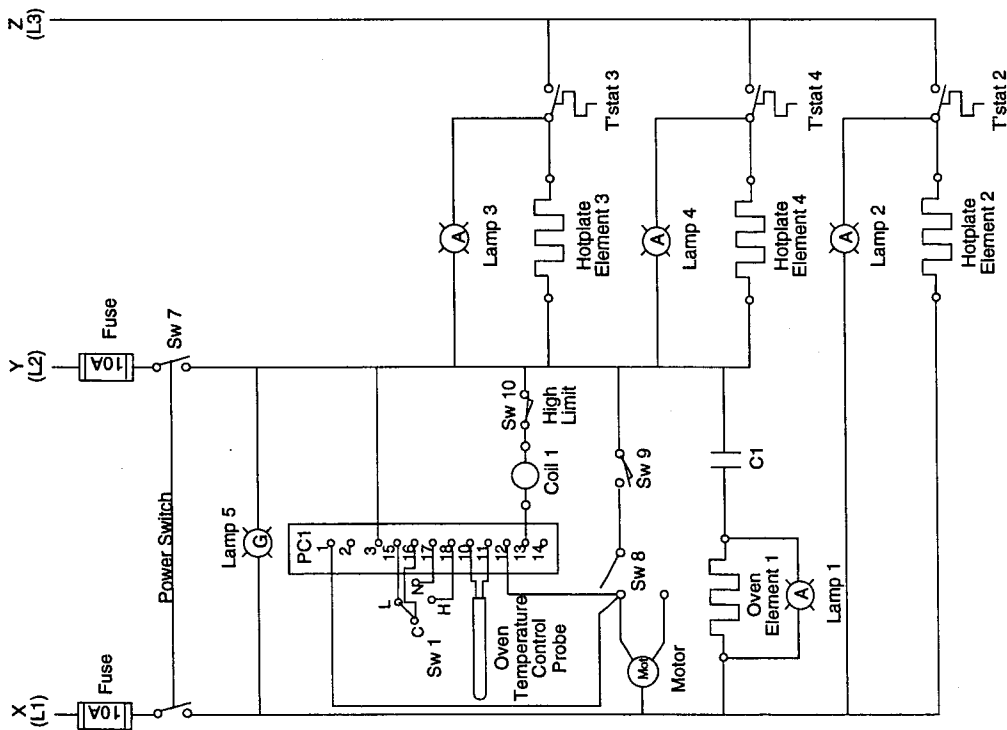 X
(L1)
Y
(L2)
Z
(L3)
Fuse
10A
Fuse
10A
Power Switch
Sw 7
Lamp 5
G
PC1
1
2
3
15
16
17
18
10
11
12
13
14
L
C
N
H
Sw 1
Oven
Temperature
Control
Probe
Coil 1
Sw 10
High
Limit
Sw 9
Sw 8
Mot
Motor
C1
Oven
Element 1
A
Lamp 1
A
Lamp 3
Hotplate
Element 3
T'stat 3
A
Lamp 4
Hotplate
Element 4
T'stat 4
A
Lamp 2
Hotplate
Element 2
T'stat 2